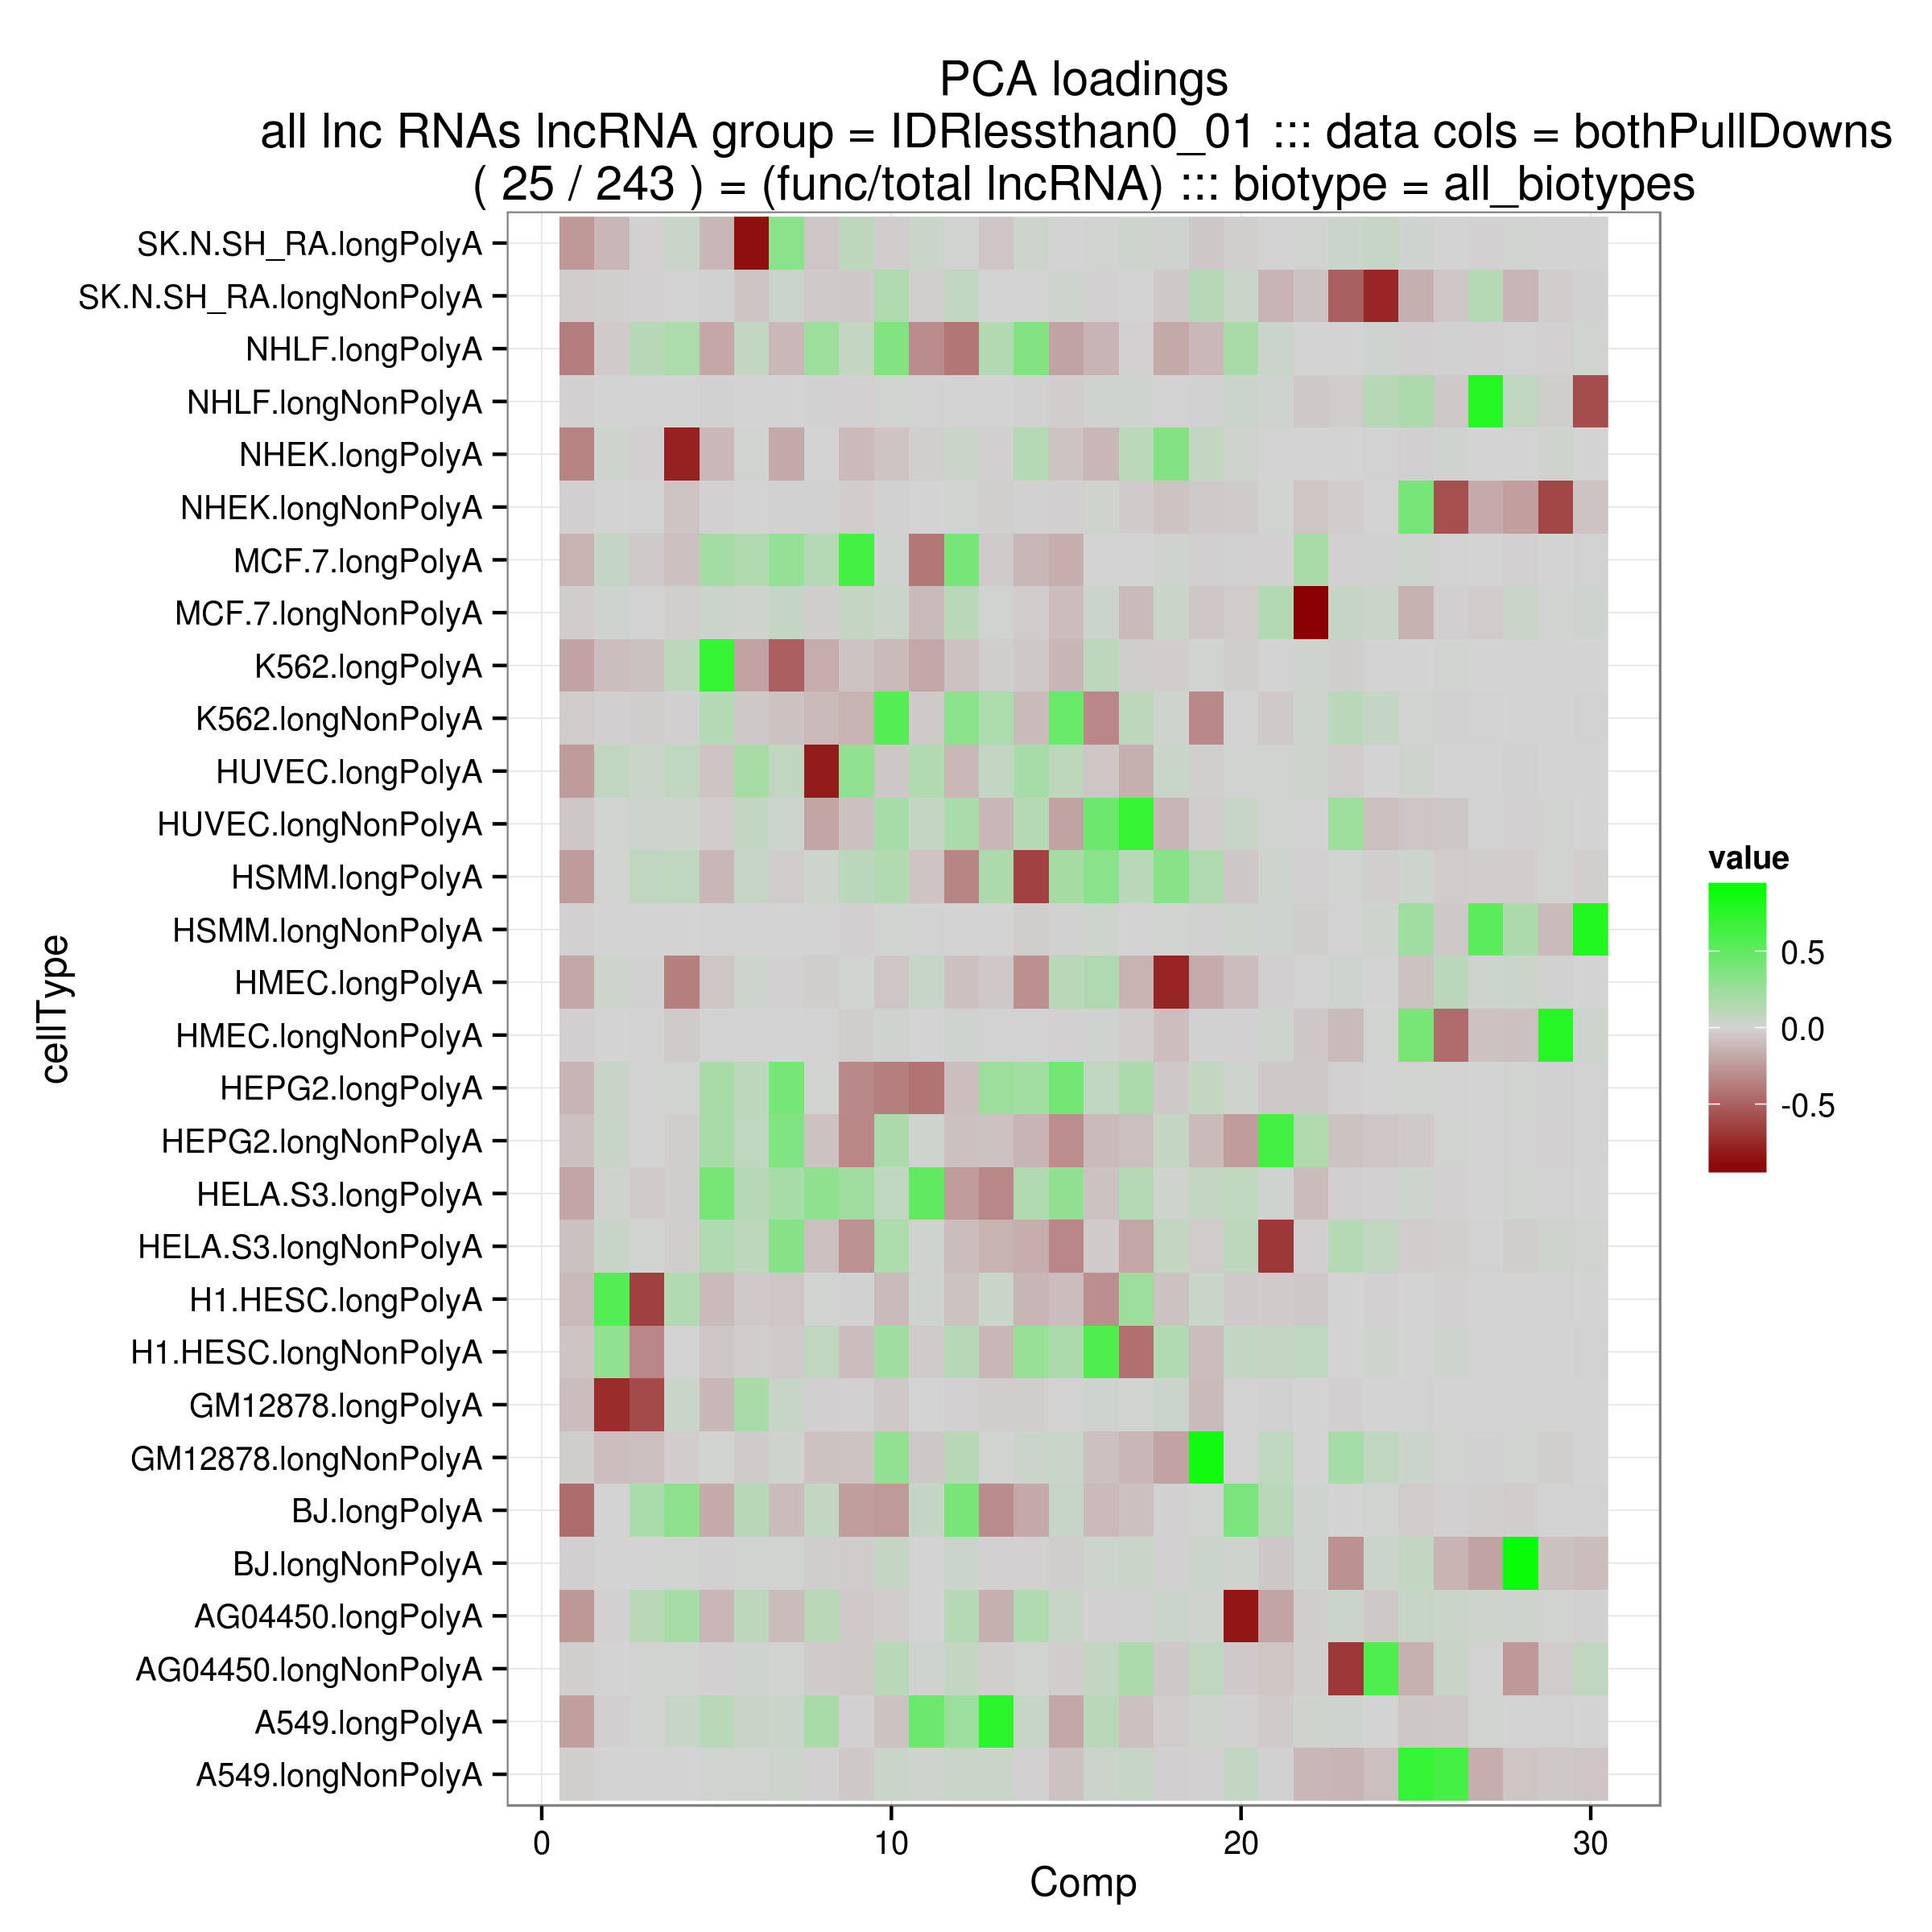 PCA loadings
all lnc RNAs lncRNA group = IDRlessthan0_01 ::: data cols = bothPullDowns
( 25 / 243 ) = (func/total lncRNA) ::: biotype = all_biotypes
SK.N.SH_RA.longPolyA
SK.N.SH_RA.longNonPolyA
NHLF.longPolyA
NHLF.longNonPolyA
NHEK.longPolyA
NHEK.longNonPolyA
MCF.7.longPolyA
MCF.7.longNonPolyA
K562.longPolyA
K562.longNonPolyA
HUVEC.longPolyA
HUVEC.longNonPolyA
HSMM.longPolyA
HSMM.longNonPolyA
HMEC.longPolyA
HMEC.longNonPolyA
HEPG2.longPolyA
HEPG2.longNonPolyA
HELA.S3.longPolyA
HELA.S3.longNonPolyA
H1.HESC.longPolyA
H1.HESC.longNonPolyA
GM12878.longPolyA
GM12878.longNonPolyA
BJ.longPolyA
BJ.longNonPolyA
AG04450.longPolyA
AG04450.longNonPolyA
A549.longPolyA
A549.longNonPolyA
cellType
0 10 20 30
Comp
value
0.5
0.0
-0.5